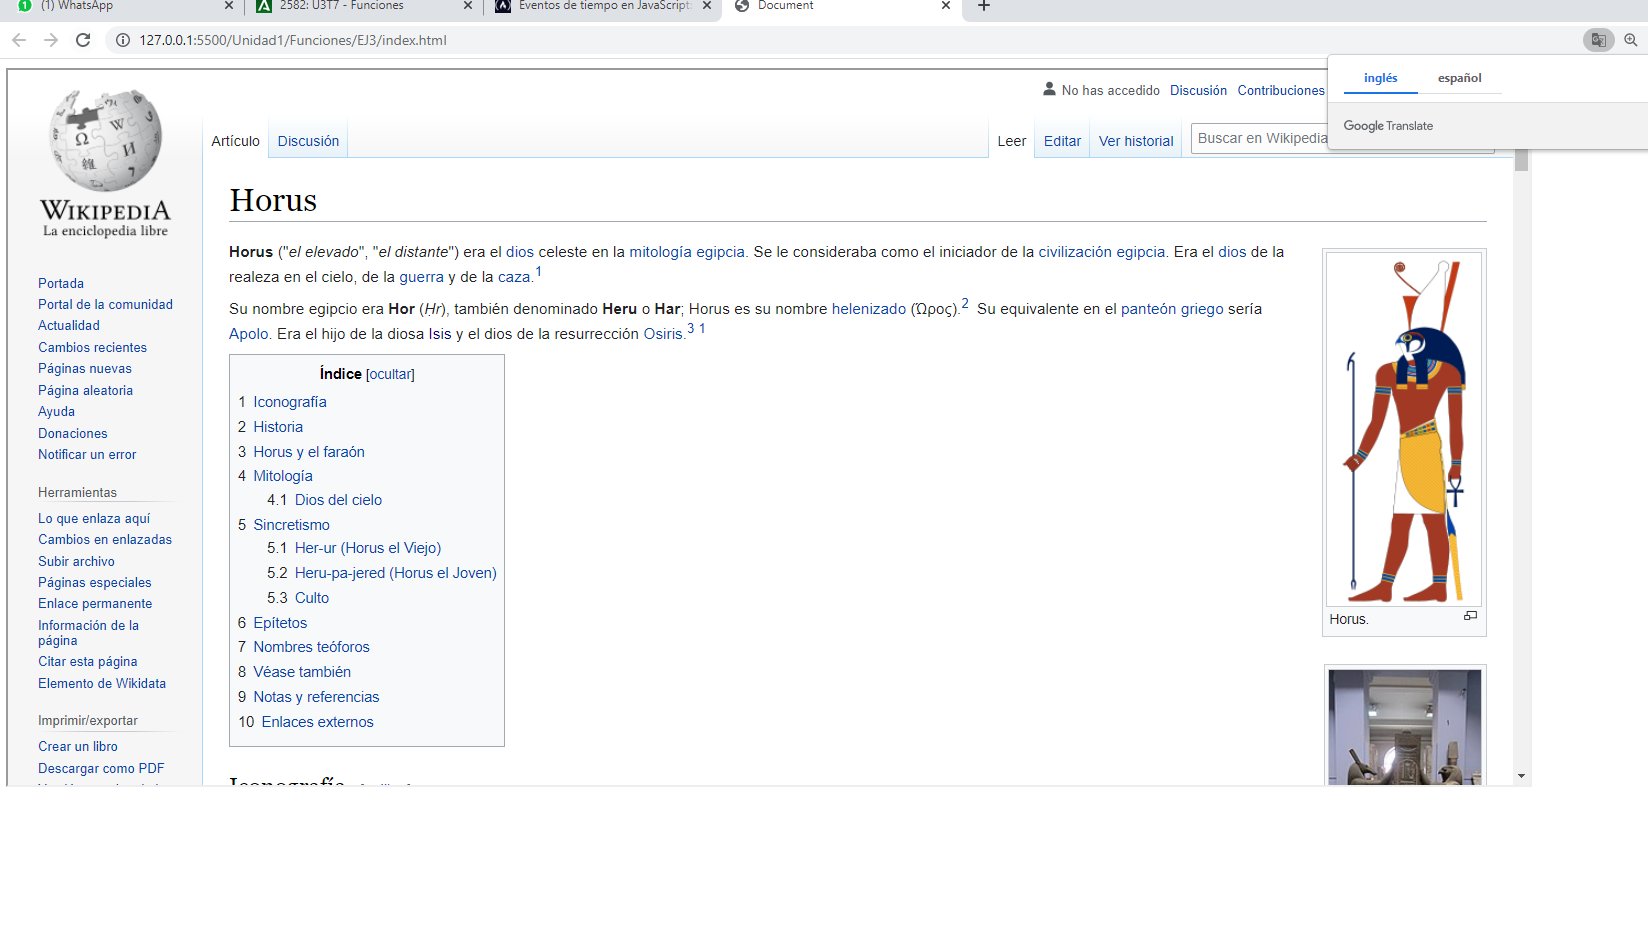 (1) WhatsApp
2582: U3T7 - Funciones
Eventos de tiempo en JavaScript:
Document
127.0.0.1:5500/Unidad1/Funciones/EJ3/index.html
inglés
español
Google Translate
WIKIPEDIA
La enciclopedia libre
No has accedido Discusión Contribuciones
Artículo Discusión
Leer Editar Ver historial
Buscar en Wikipedia
Portada
Portal de la comunidad
Actualidad
Cambios recientes
Páginas nuevas
Página aleatoria
Ayuda
Donaciones
Notificar un error
Herramientas
Lo que enlaza aquí
Cambios en enlazadas
Subir archivo
Páginas especiales
Enlace permanente
Información de la
página
Citar esta página
Elemento de Wikidata
Imprimir/exportar
Crear un libro
Descargar como PDF
Horus
Horus ("el elevado", "el distante") era el dios celeste en la mitología egipcia. Se le consideraba como el iniciador de la civilización egipcia. Era el dios de la
realeza en el cielo, de la guerra y de la caza.1
Su nombre egipcio era Hor (Hr), también denominado Heru o Har; Horus es su nombre helenizado (Ὧρος).2 Su equivalente en el panteón griego sería
Apolo. Era el hijo de la diosa Isis y el dios de la resurrección Osiris.3 1
Índice [ocultar]
1 Iconografía
2 Historia
3 Horus y el faraón
4 Mitología
4.1 Dios del cielo
5 Sincretismo
5.1 Her-ur (Horus el Viejo)
5.2 Heru-pa-jered (Horus el Joven)
5.3 Culto
6 Epítetos
7 Nombres teóforos
8 Véase también
9 Notas y referencias
10 Enlaces externos
Iconografía
Horus.